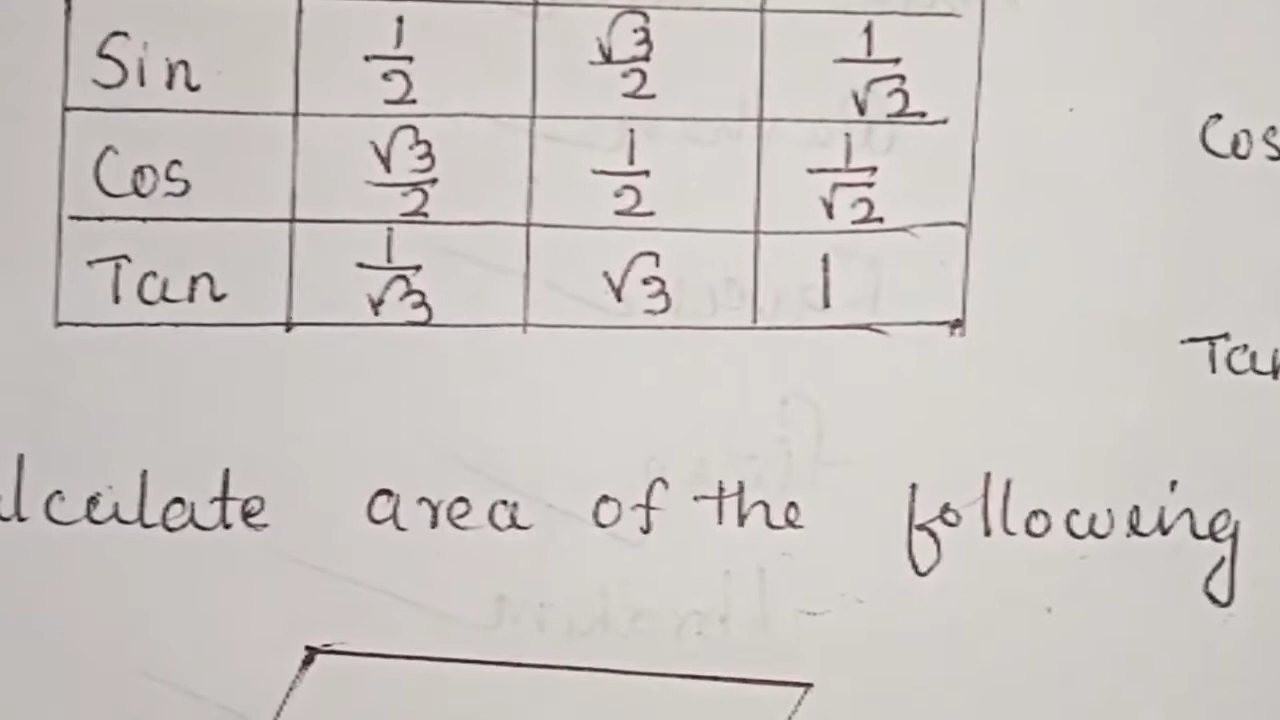 Sin 1/2 √3/2 1/√2
Cos √3/2 1/2 1/√2
Tan 1/√3 √3 1
Cos
Tan
lculate area of the following